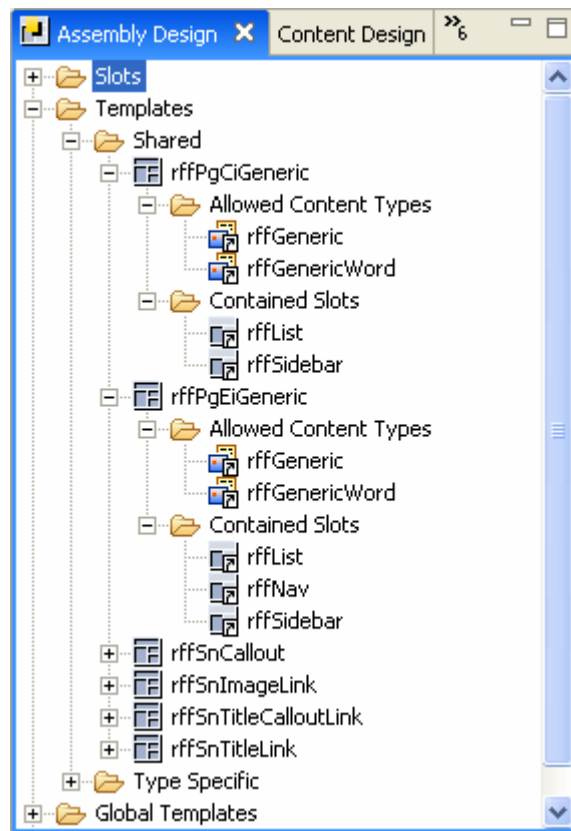 Assembly Design Content Design »6
Slots
Templates
Shared
rffPgCiGeneric
Allowed Content Types
rffGeneric
rffGenericWord
Contained Slots
rffList
rffSidebar
rffPgEiGeneric
Allowed Content Types
rffGeneric
rffGenericWord
Contained Slots
rffList
rffNav
rffSidebar
rffSnCallout
rffSnImageLink
rffSnTitleCalloutLink
rffSnTitleLink
Type Specific
Global Templates